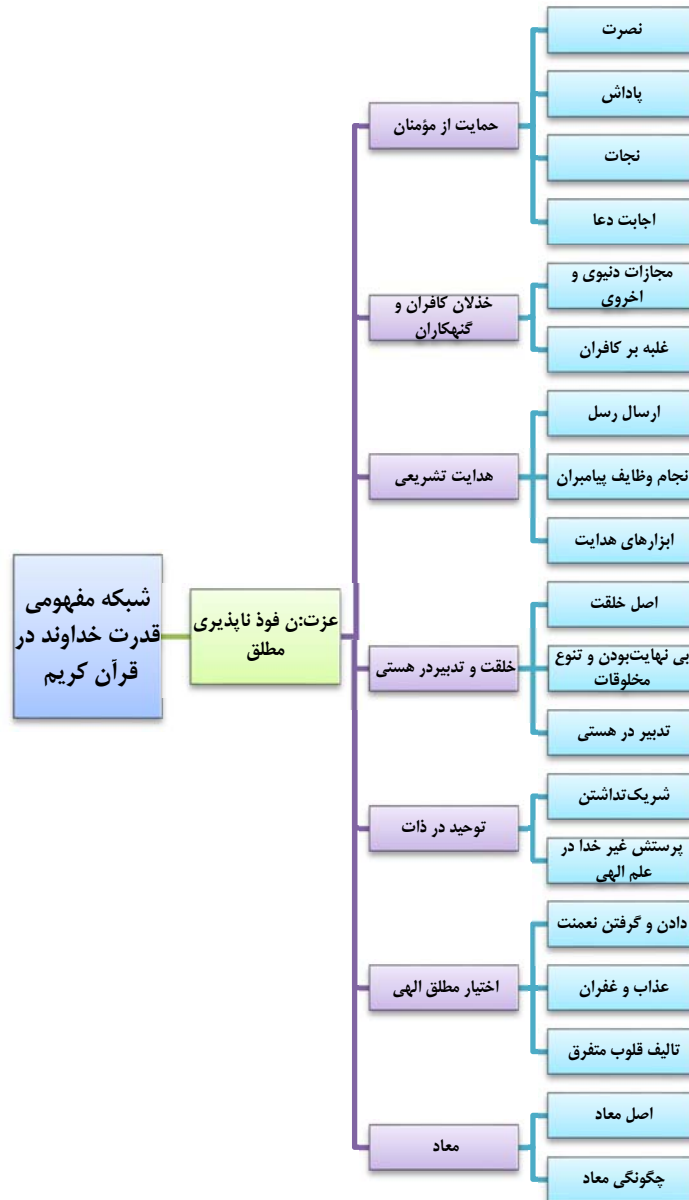 شبکه مفهومی
قدرت خداوند در
قرآن کریم
عزت:ن فوذ ناپذیری
مطلق
حمایت از مؤمنان
نصرت
پاداش
نجات
اجابت دعا
خذلان کافران و
گنهکاران
مجازات دنیوی و
اخروی
غلبه بر کافران
هدایت تشریعی
ارسال رسل
نجام وظایف پیامبران
ابزارهای هدایت
خلقت و تدبیردر هستی
اصل خلقت
بی نهایت‌بودن و تنوع
مخلوقات
تدبیر در هستی
توحید در ذات
شریک‌تداشتن
پرستش غیر خدا در
علم الهی
اختیار مطلق الهی
دادن و گرفتن نعمنت
عذاب و غفران
تالیف قلوب متفرق
معاد
اصل معاد
چگونگی معاد